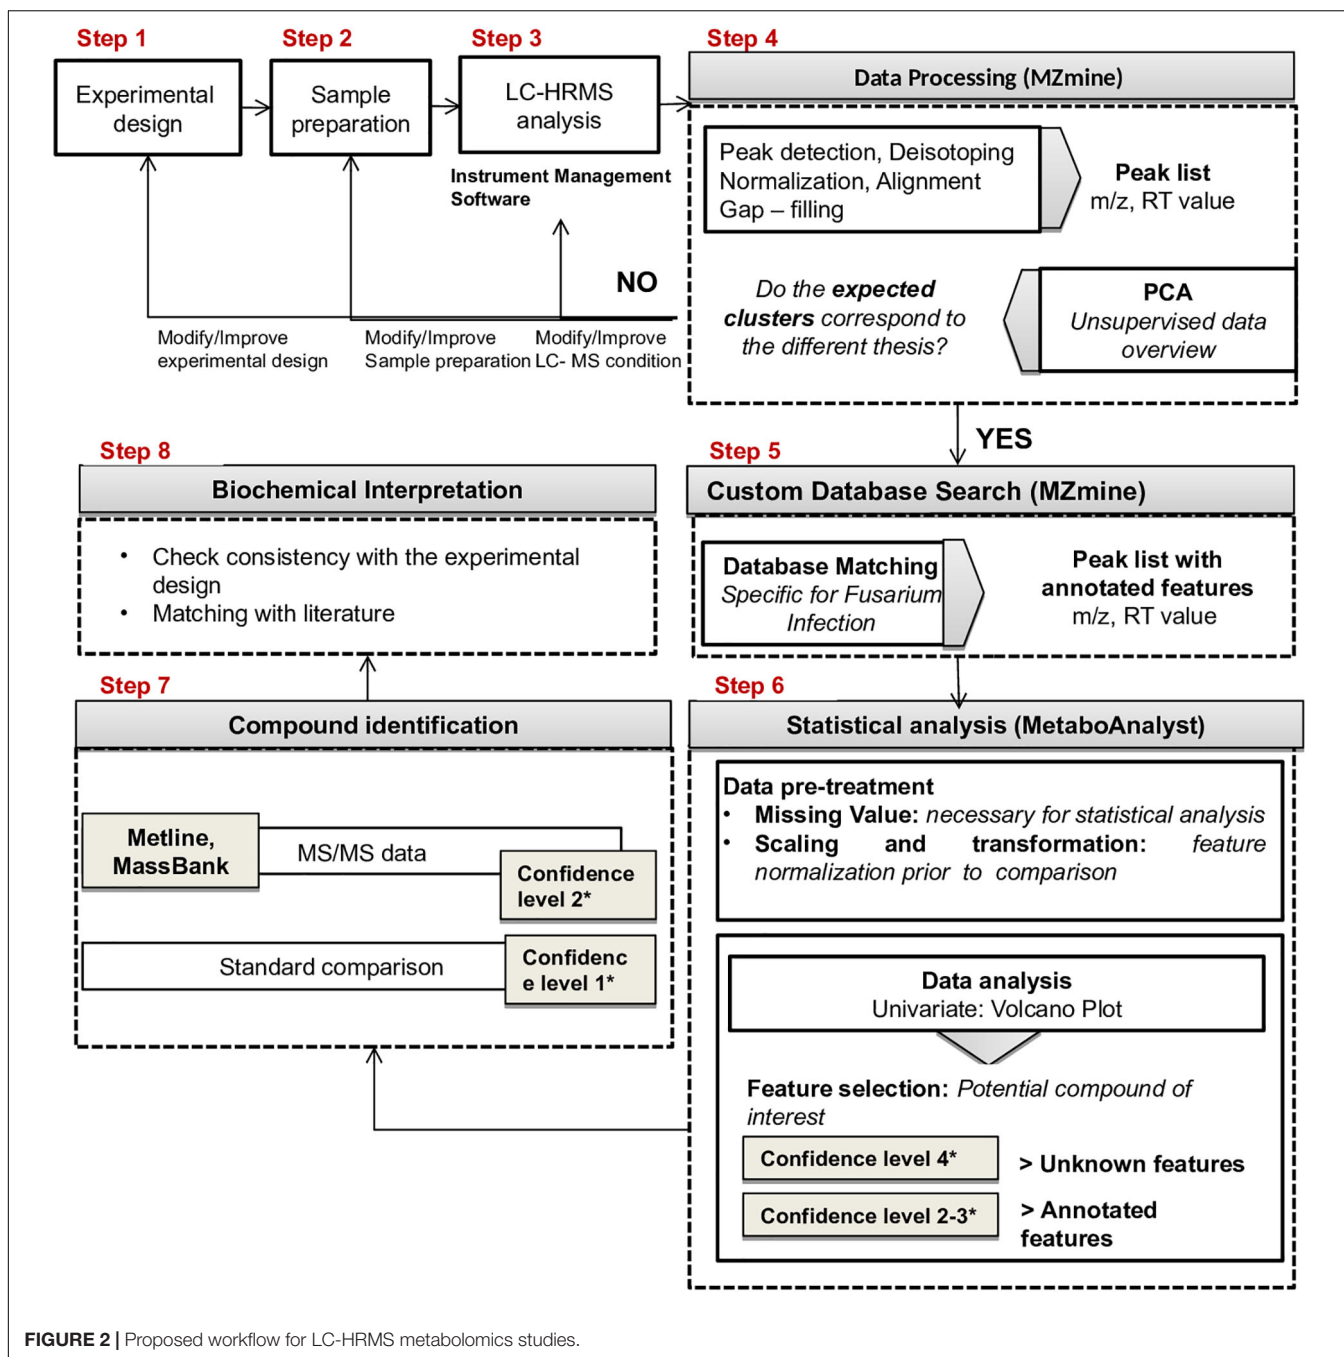 Step 1
Experimental
design
Step 2
Sample
preparation
Step 3
LC-HRMS
analysis
Instrument Management
Software
Step 4
Data Processing (MZmine)
Peak detection, Deisotoping
Normalization, Alignment
Gap – filling
Peak list
m/z, RT value
PCA
Unsupervised data
overview
Do the expected
clusters correspond to
the different thesis?
NO
Modify/Improve
experimental design
Modify/Improve
Sample preparation
Modify/Improve
LC- MS condition
YES
Step 5
Custom Database Search (MZmine)
Database Matching
Specific for Fusarium
Infection
Peak list with
annotated features
m/z, RT value
Step 6
Statistical analysis (MetaboAnalyst)
Data pre-treatment
• Missing Value: necessary for statistical analysis
• Scaling and transformation: feature
normalization prior to comparison
Data analysis
Univariate: Volcano Plot
Feature selection: Potential compound of
interest
Confidence level 4*
> Unknown features
Confidence level 2-3*
> Annotated
features
Step 7
Compound identification
Metline,
MassBank
MS/MS data
Confidence
level 2*
Standard comparison
Confidenc
e level 1*
Step 8
Biochemical Interpretation
• Check consistency with the experimental
design
• Matching with literature
FIGURE 2 | Proposed workflow for LC-HRMS metabolomics studies.